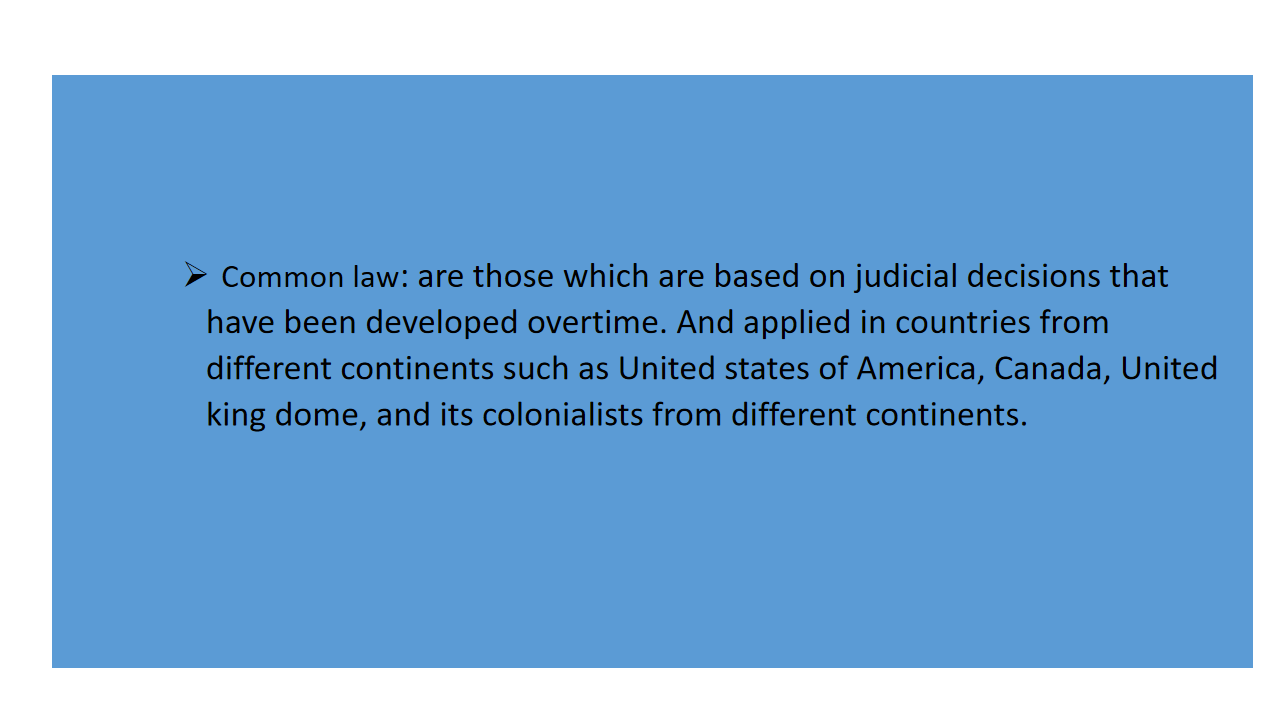 ➢ Common law: are those which are based on judicial decisions that
have been developed overtime. And applied in countries from
different continents such as United states of America, Canada, United
king dome, and its colonialists from different continents.